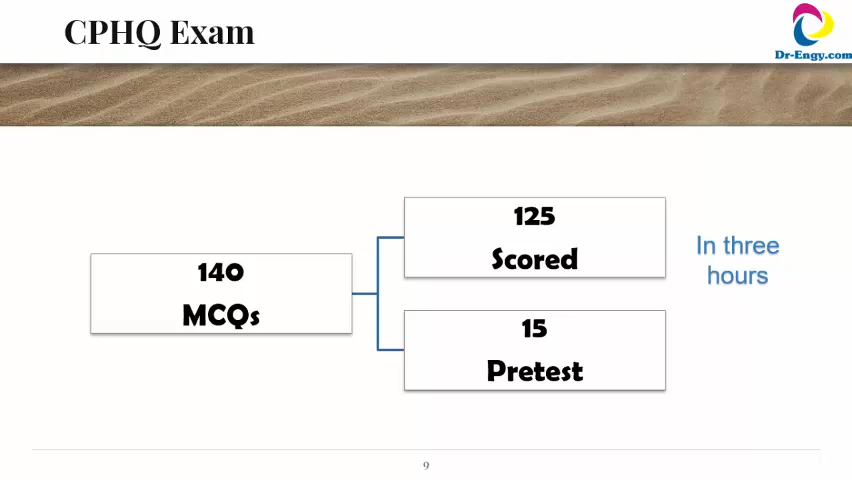 CPHQ Exam
Dr-Engy.com
140
MCQs
125
Scored
15
Pretest
In three
hours
9